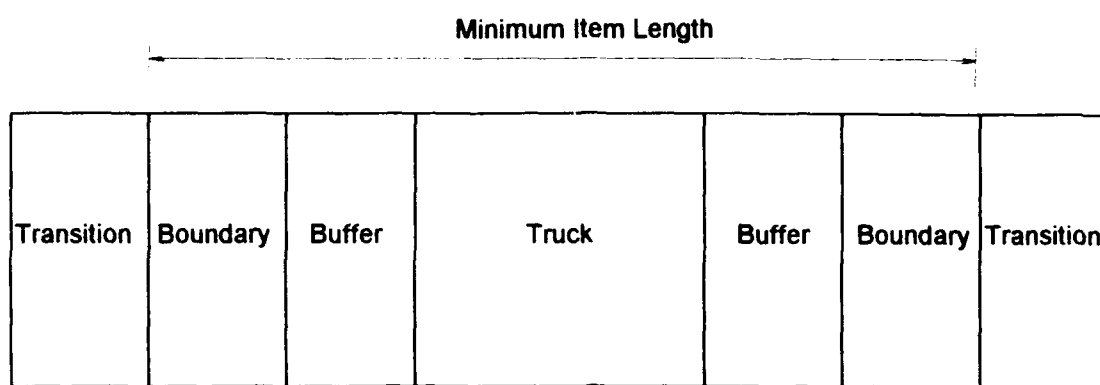 Minimum Item Length
Transition Boundary Buffer Truck Buffer Boundary Transition